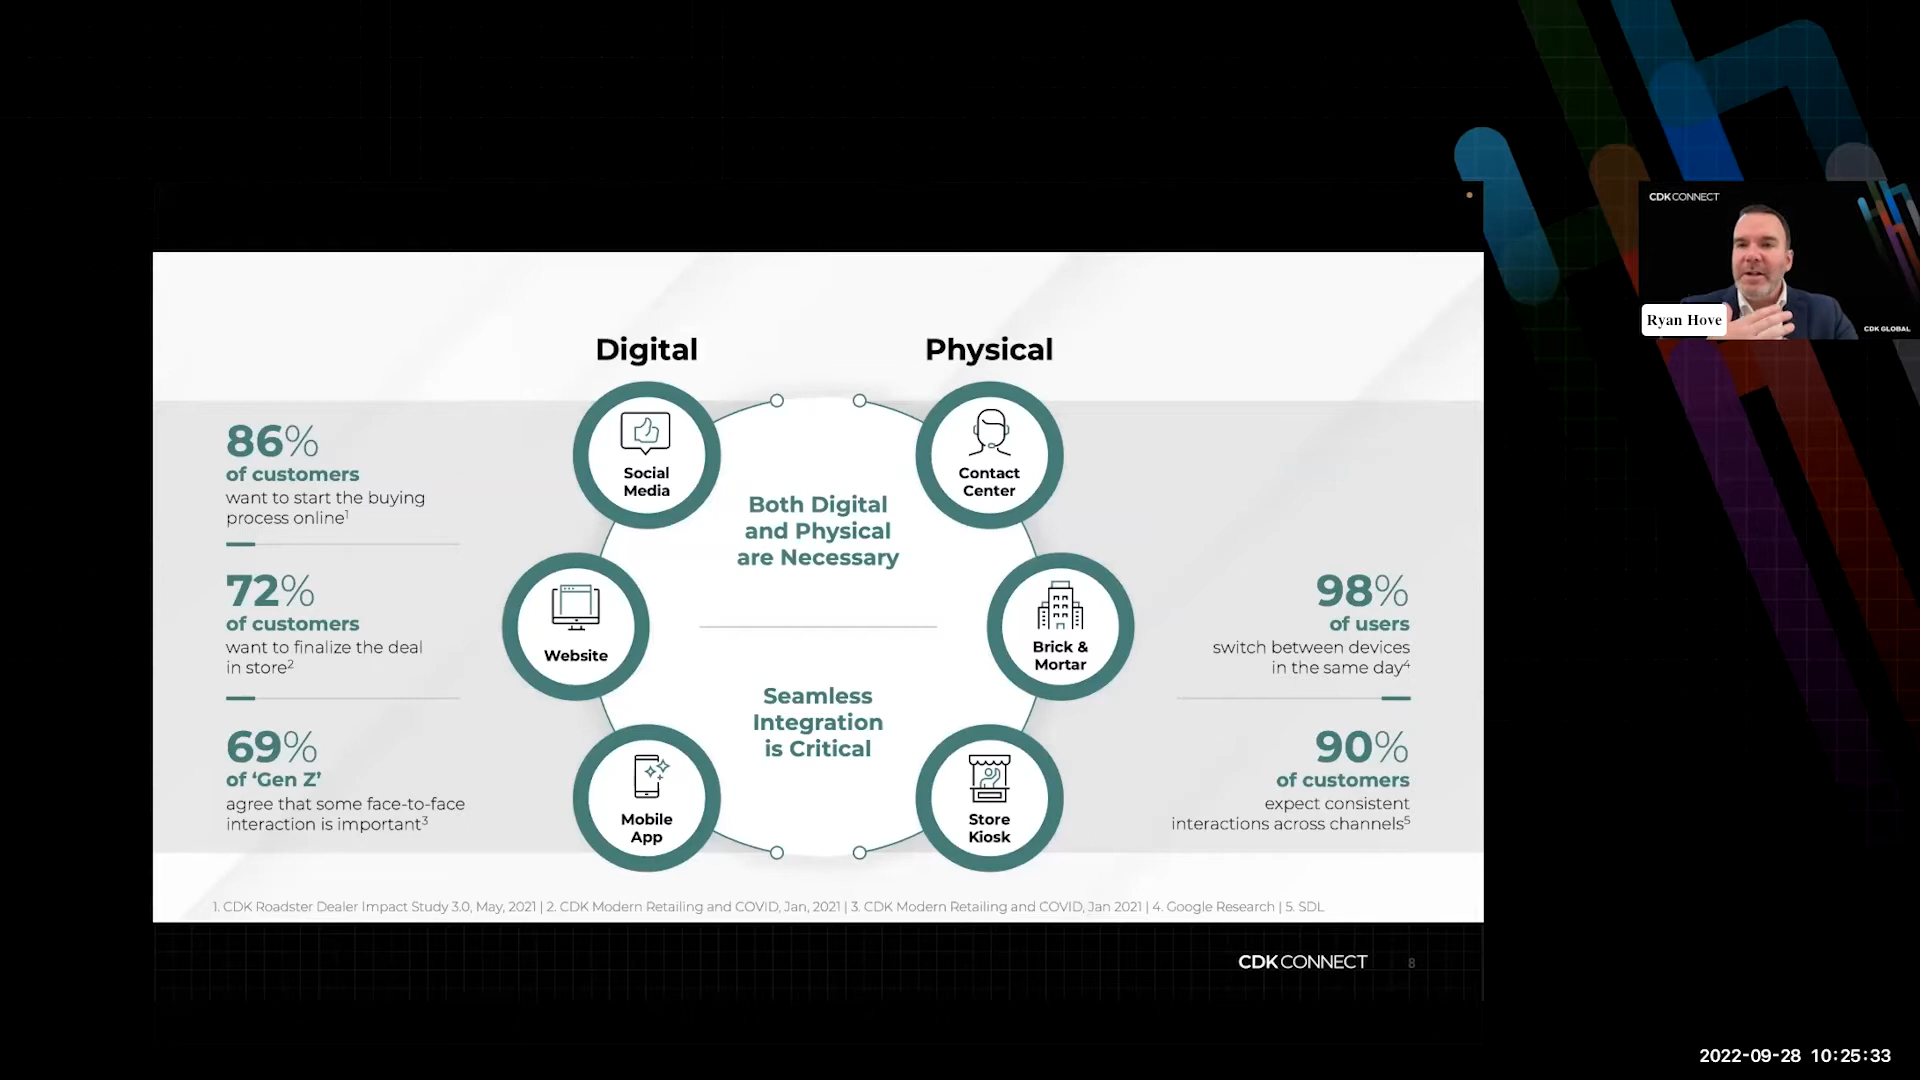 CDK CONNECT
Ryan Hove
CDK GLOBAL
Digital
Physical
86%
of customers
want to start the buying
process online¹
72%
of customers
want to finalize the deal
in store²
69%
of ‘Gen Z’
agree that some face-to-face
interaction is important³
Social
Media
Website
Mobile
App
Both Digital
and Physical
are Necessary
Seamless
Integration
is Critical
Contact
Center
Brick &
Mortar
Store
Kiosk
98%
of users
switch between devices
in the same day⁴
90%
of customers
expect consistent
interactions across channels⁵
1. CDK Roadster Dealer Impact Study 3.0, May, 2021 | 2. CDK Modern Retailing and COVID, Jan, 2021 | 3. CDK Modern Retailing and COVID, Jan 2021 | 4. Google Research | 5. SDL
CDK CONNECT 8
2022-09-28 10:25:33